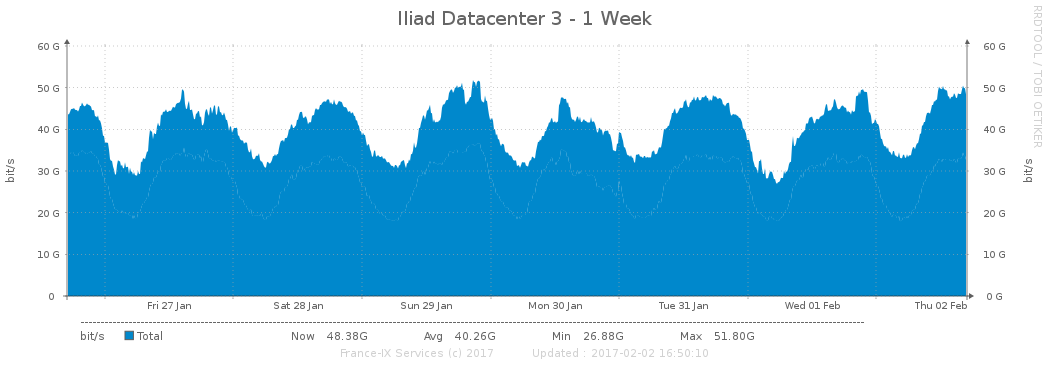 Iliad Datacenter 3 - 1 Week
RRDTOOL / TOBI OETIKER
60 G 60 G
50 G 50 G
40 G 40 G
30 G 30 G
20 G 20 G
10 G 10 G
0 0 G
bit/s bit/s
Fri 27 Jan Sat 28 Jan Sun 29 Jan Mon 30 Jan Tue 31 Jan Wed 01 Feb Thu 02 Feb
bit/s Total Now 48.38G Avg 40.26G Min 26.88G Max 51.80G
France-IX Services (c) 2017 Updated : 2017-02-02 16:50:10